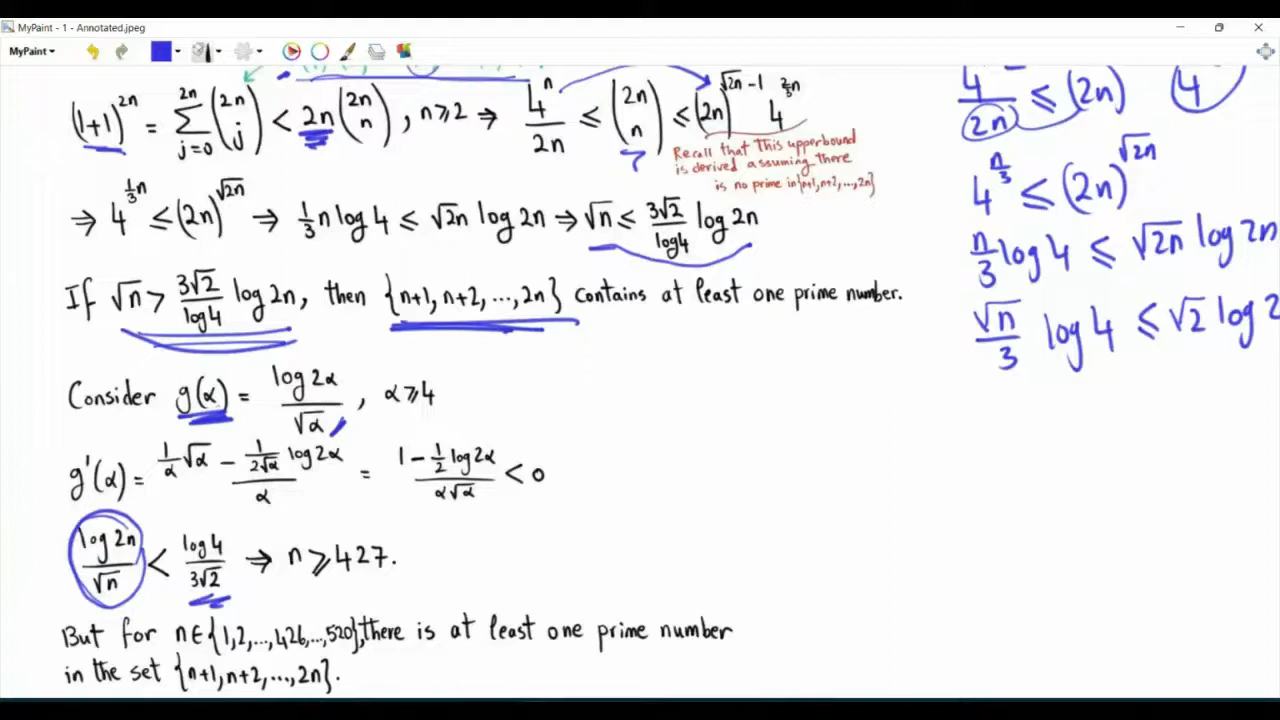 MyPaint - 1 - Annotated.jpeg
MyPaint
(1+1)^{2n} = Σ_{j=0}^{2n} (2n j) < 2n (2n n), n≥2 ⇒ 4^n/2n ≤ (2n n) ≤ (2n)^{√2n −1} 4^{2/3 n}
Recall that this upperbound
is derived assuming there
is no prime in {n+1, n+2, ..., 2n}
⇒ 4^{1/3 n} ≤ (2n)^{√2n} ⇒ 1/3 n log 4 ≤ √2n log 2n ⇒ √n ≤ 3√2/log4 log 2n
If √n > 3√2/log4 log 2n, then {n+1, n+2, ..., 2n} contains at least one prime number.
Consider g(α) = log 2α/√α, α≥4
g'(α) = (1/α √α − 1/2√α log 2α)/α = (1 − 1/2 log 2α)/α√α < 0
log 2n/√n < log 4/3√2 ⇒ n ≥ 427.
But for n∈{1,2,...,426,...,520}, there is at least one prime number
in the set {n+1, n+2, ..., 2n}.
4/2n ≤ (2n) 4
4^{n/3} ≤ (2n)^{√2n}
n/3 log 4 ≤ √2n log 2n
√n/3 log 4 ≤ √2 log 2